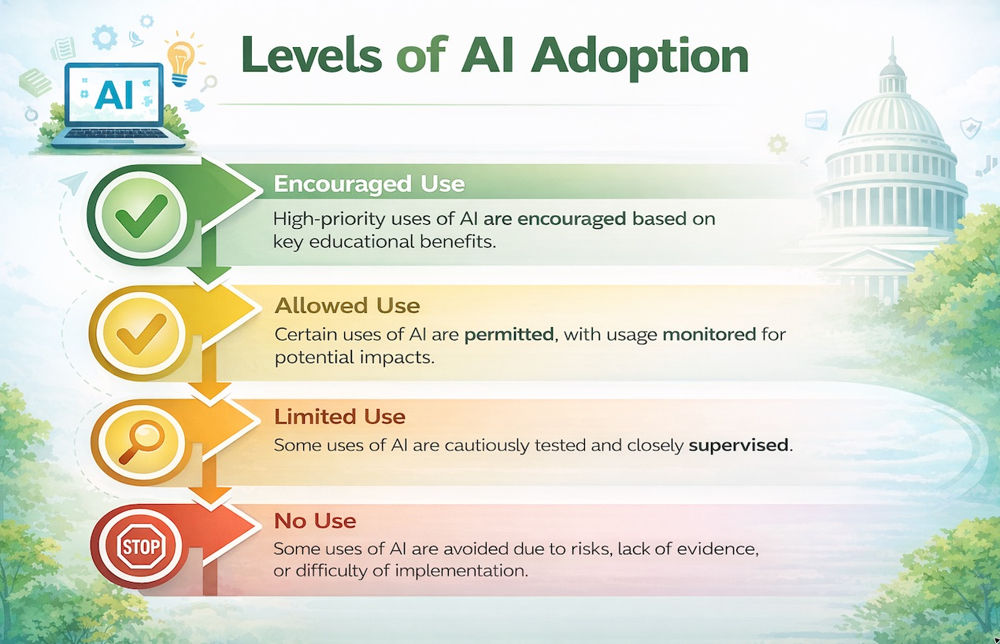 Levels of AI Adoption
AI
Encouraged Use
High-priority uses of AI are encouraged based on
key educational benefits.
Allowed Use
Certain uses of AI are permitted, with usage monitored for
potential impacts.
Limited Use
Some uses of AI are cautiously tested and closely supervised.
No Use
STOP
Some uses of AI are avoided due to risks, lack of evidence,
or difficulty of implementation.